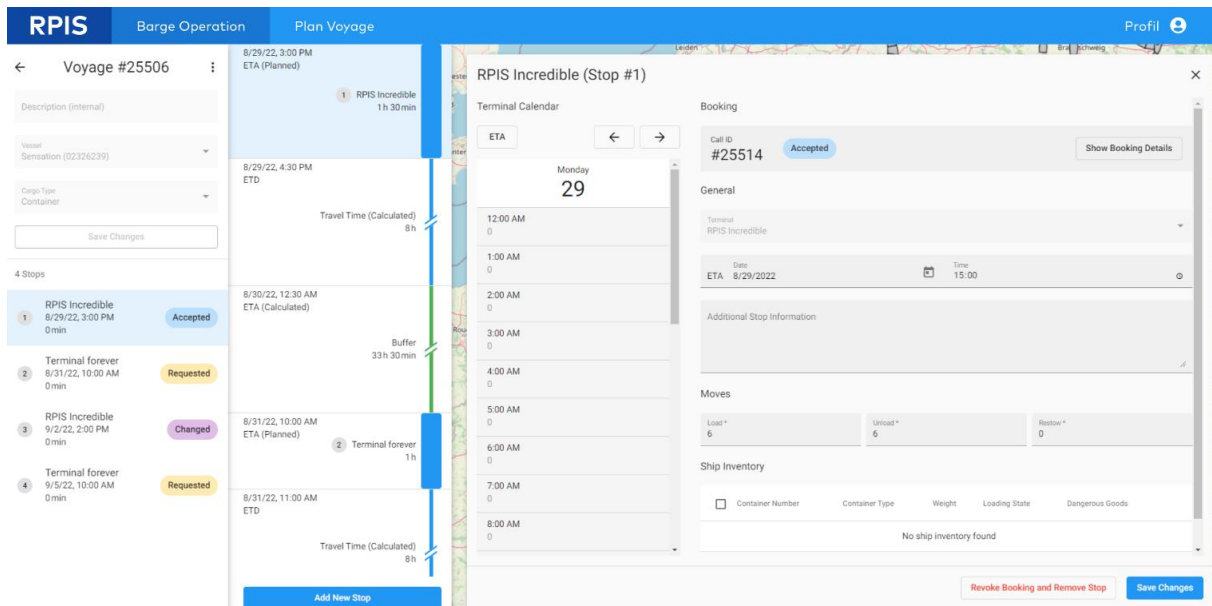 RPIS
Barge Operation
Plan Voyage
Profil
Voyage #25506
Description (internal)
Vessel
Sensation (02326239)
Cargo Type
Container
Save Changes
4 Stops
1
RPIS Incredible
8/29/22, 3:00 PM
0 min
Accepted
2
Terminal forever
8/31/22, 10:00 AM
0 min
Requested
3
RPIS Incredible
9/2/22, 2:00 PM
0 min
Changed
4
Terminal forever
9/5/22, 10:00 AM
0 min
Requested
8/29/22, 3:00 PM
ETA (Planned)
1 RPIS Incredible
1 h 30 min
8/29/22, 4:30 PM
ETD
Travel Time (Calculated)
8 h
8/30/22, 12:30 AM
ETA (Calculated)
Buffer
33 h 30 min
8/31/22, 10:00 AM
ETA (Planned)
2 Terminal forever
1 h
8/31/22, 11:00 AM
ETD
Travel Time (Calculated)
8 h
Add New Stop
Leiden
RPIS Incredible (Stop #1)
Terminal Calendar
ETA
Monday
29
12:00 AM
0
1:00 AM
0
2:00 AM
0
3:00 AM
0
4:00 AM
0
5:00 AM
0
6:00 AM
0
7:00 AM
0
8:00 AM
0
Booking
Call ID
#25514
Accepted
Show Booking Details
General
Terminal
RPIS Incredible
ETA
Date
8/29/2022
Time
15:00
Additional Stop Information
Moves
Load *
6
Unload *
6
Restow *
0
Ship Inventory
Container Number Container Type Weight Loading State Dangerous Goods
No ship inventory found
Revoke Booking and Remove Stop
Save Changes